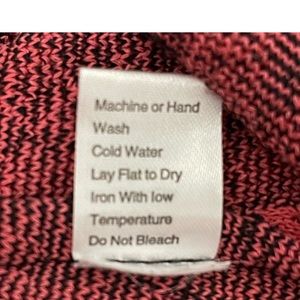 Machine or Hand
Wash
Cold Water
Lay Flat to Dry
Iron With low
Temperature
Do Not Bleach